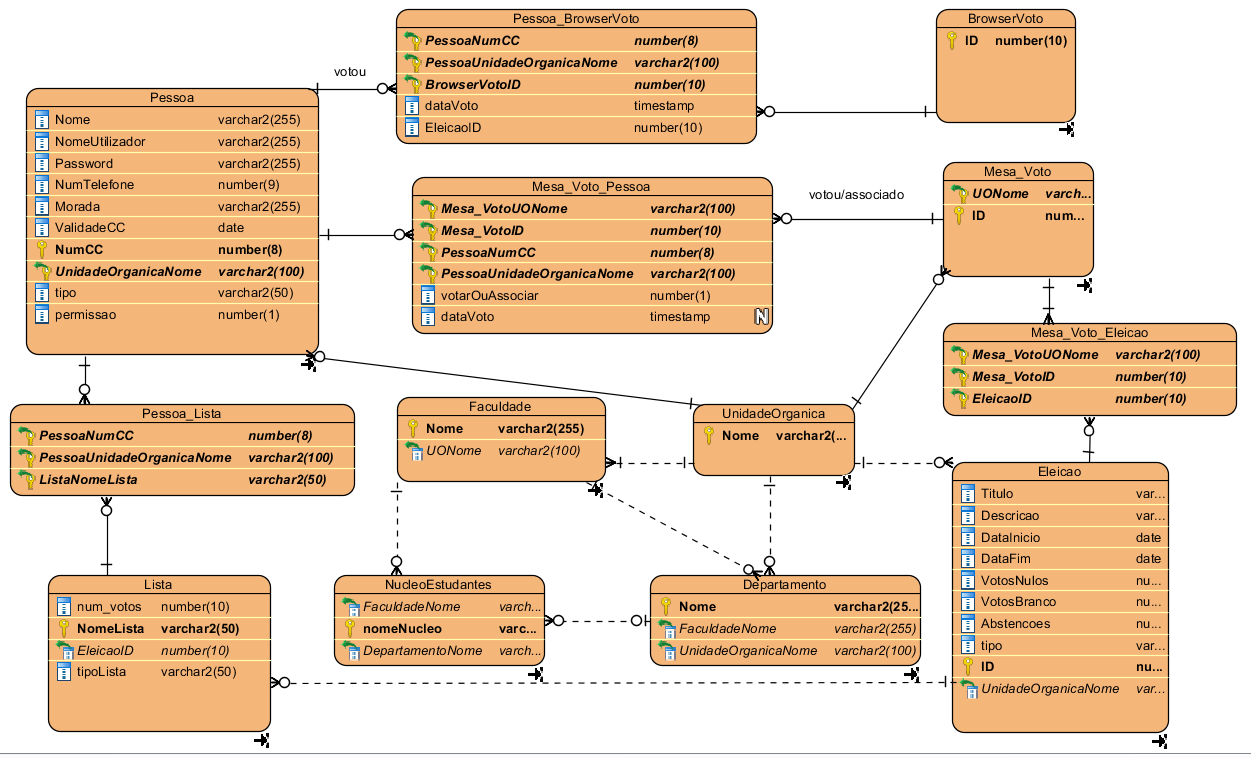 Pessoa_BrowserVoto
PessoaNumCC number(8)
PessoaUnidadeOrganicaNome varchar2(100)
BrowserVotoID number(10)
dataVoto timestamp
EleicaoID number(10)
BrowserVoto
ID number(10)
votou
Pessoa
Nome varchar2(255)
NomeUtilizador varchar2(255)
Password varchar2(255)
NumTelefone number(9)
Morada varchar2(255)
ValidadeCC date
NumCC number(8)
UnidadeOrganicaNome varchar2(100)
tipo varchar2(50)
permissao number(1)
Mesa_Voto_Pessoa
Mesa_VotoUONome varchar2(100)
Mesa_VotoID number(10)
PessoaNumCC number(8)
PessoaUnidadeOrganicaNome varchar2(100)
votarOuAssociar number(1)
dataVoto timestamp N
votou/associado
Mesa_Voto
UONome varch...
ID num...
Mesa_Voto_Eleicao
Mesa_VotoUONome varchar2(100)
Mesa_VotoID number(10)
EleicaoID number(10)
Pessoa_Lista
PessoaNumCC number(8)
PessoaUnidadeOrganicaNome varchar2(100)
ListaNomeLista varchar2(50)
Faculdade
Nome varchar2(255)
UONome varchar2(100)
UnidadeOrganica
Nome varchar2(...
Eleicao
Titulo var...
Descricao var...
DataInicio date
DataFim date
VotosNulos nu...
VotosBranco nu...
Abstencoes nu...
tipo var...
ID nu...
UnidadeOrganicaNome var...
Lista
num_votos number(10)
NomeLista varchar2(50)
EleicaoID number(10)
tipoLista varchar2(50)
NucleoEstudantes
FaculdadeNome varch...
nomeNucleo varc...
DepartamentoNome varch...
Departamento
Nome varchar2(25...
FaculdadeNome varchar2(255)
UnidadeOrganicaNome varchar2(100)